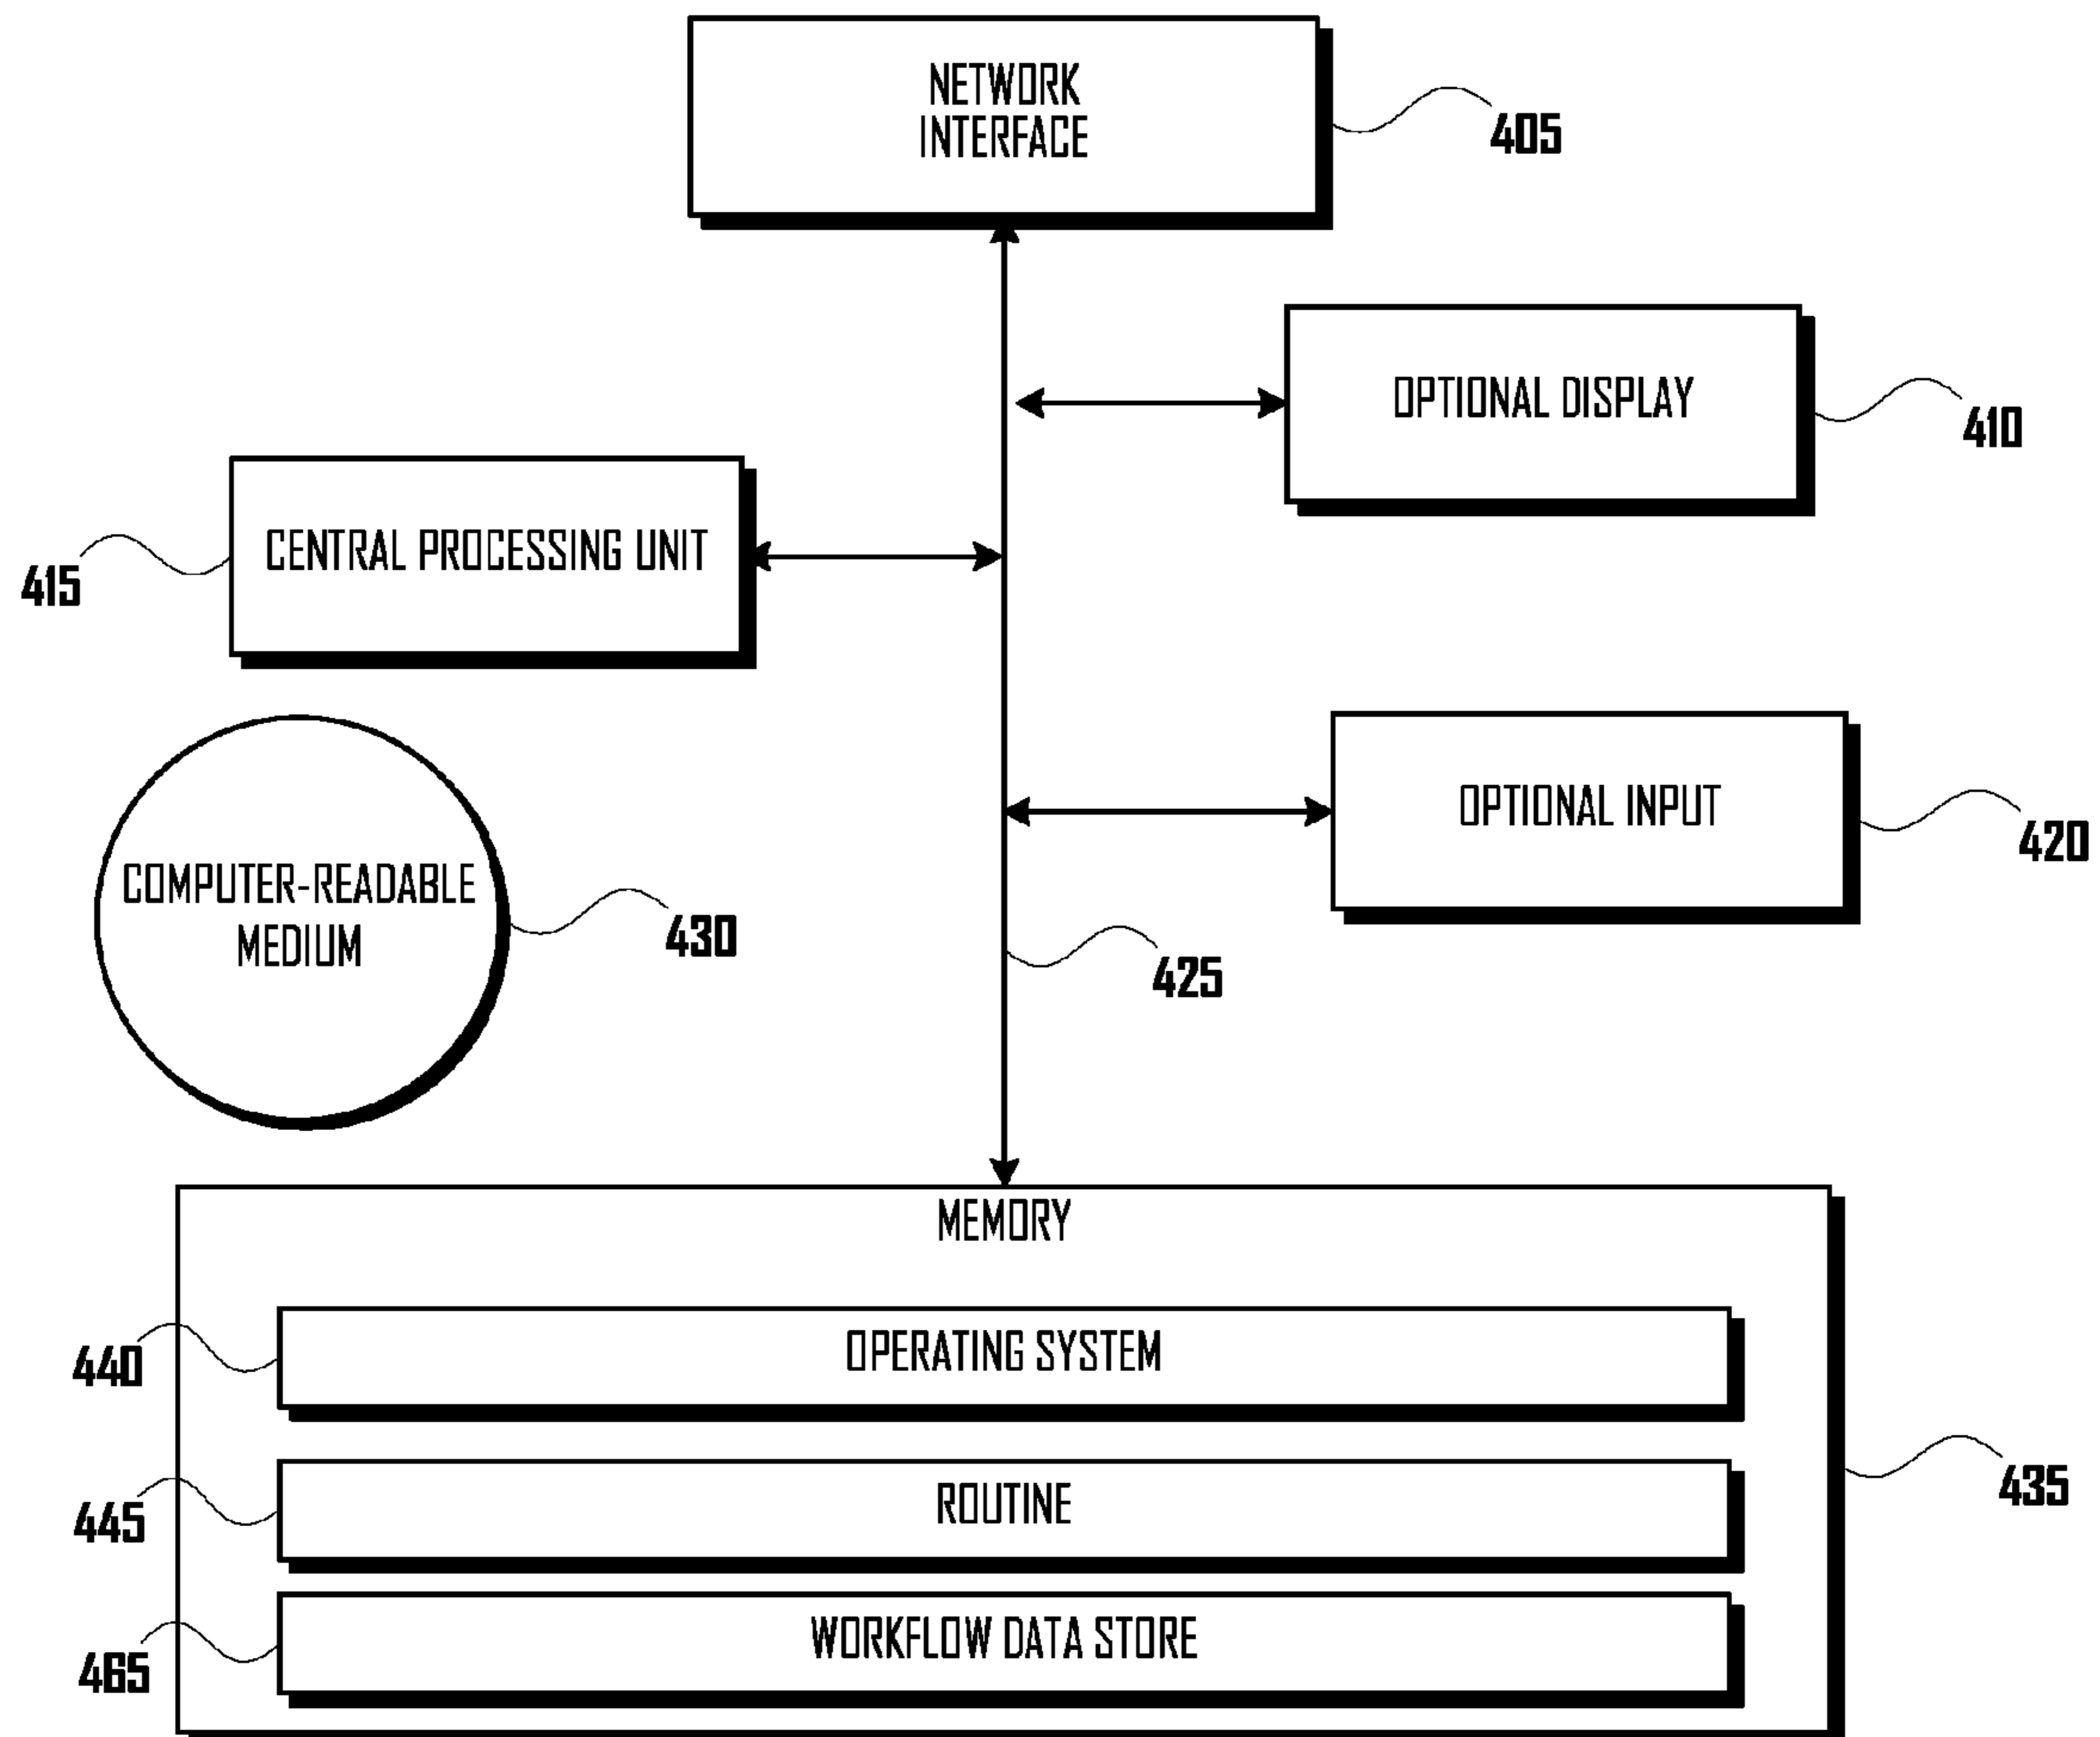 NETWORK
INTERFACE
405
OPTIONAL DISPLAY
410
CENTRAL PROCESSING UNIT
415
OPTIONAL INPUT
420
COMPUTER-READABLE
MEDIUM
430
425
MEMORY
OPERATING SYSTEM
440
435
ROUTINE
445
WORKFLOW DATA STORE
465